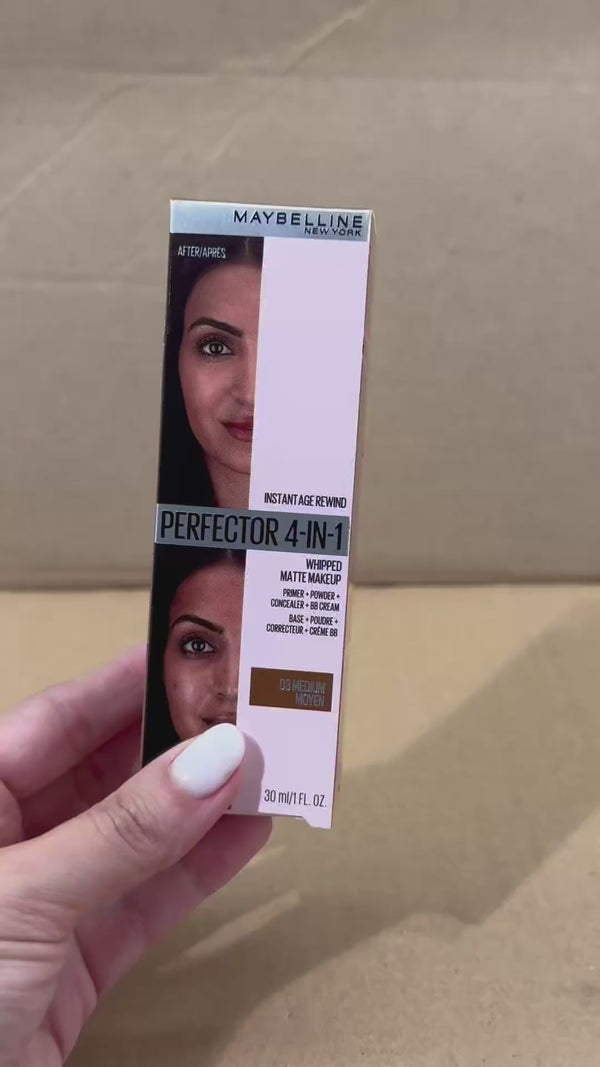 MAYBELLINE
NEW YORK
AFTER/APRÈS
INSTANT AGE REWIND
PERFECTOR 4-IN-1
WHIPPED
MATTE MAKEUP
PRIMER + POWDER +
CONCEALER + BB CREAM
BASE + POUDRE +
CORRECTEUR + CRÈME BB
03 MEDIUM
MOYEN
30 ml/1 FL. OZ.